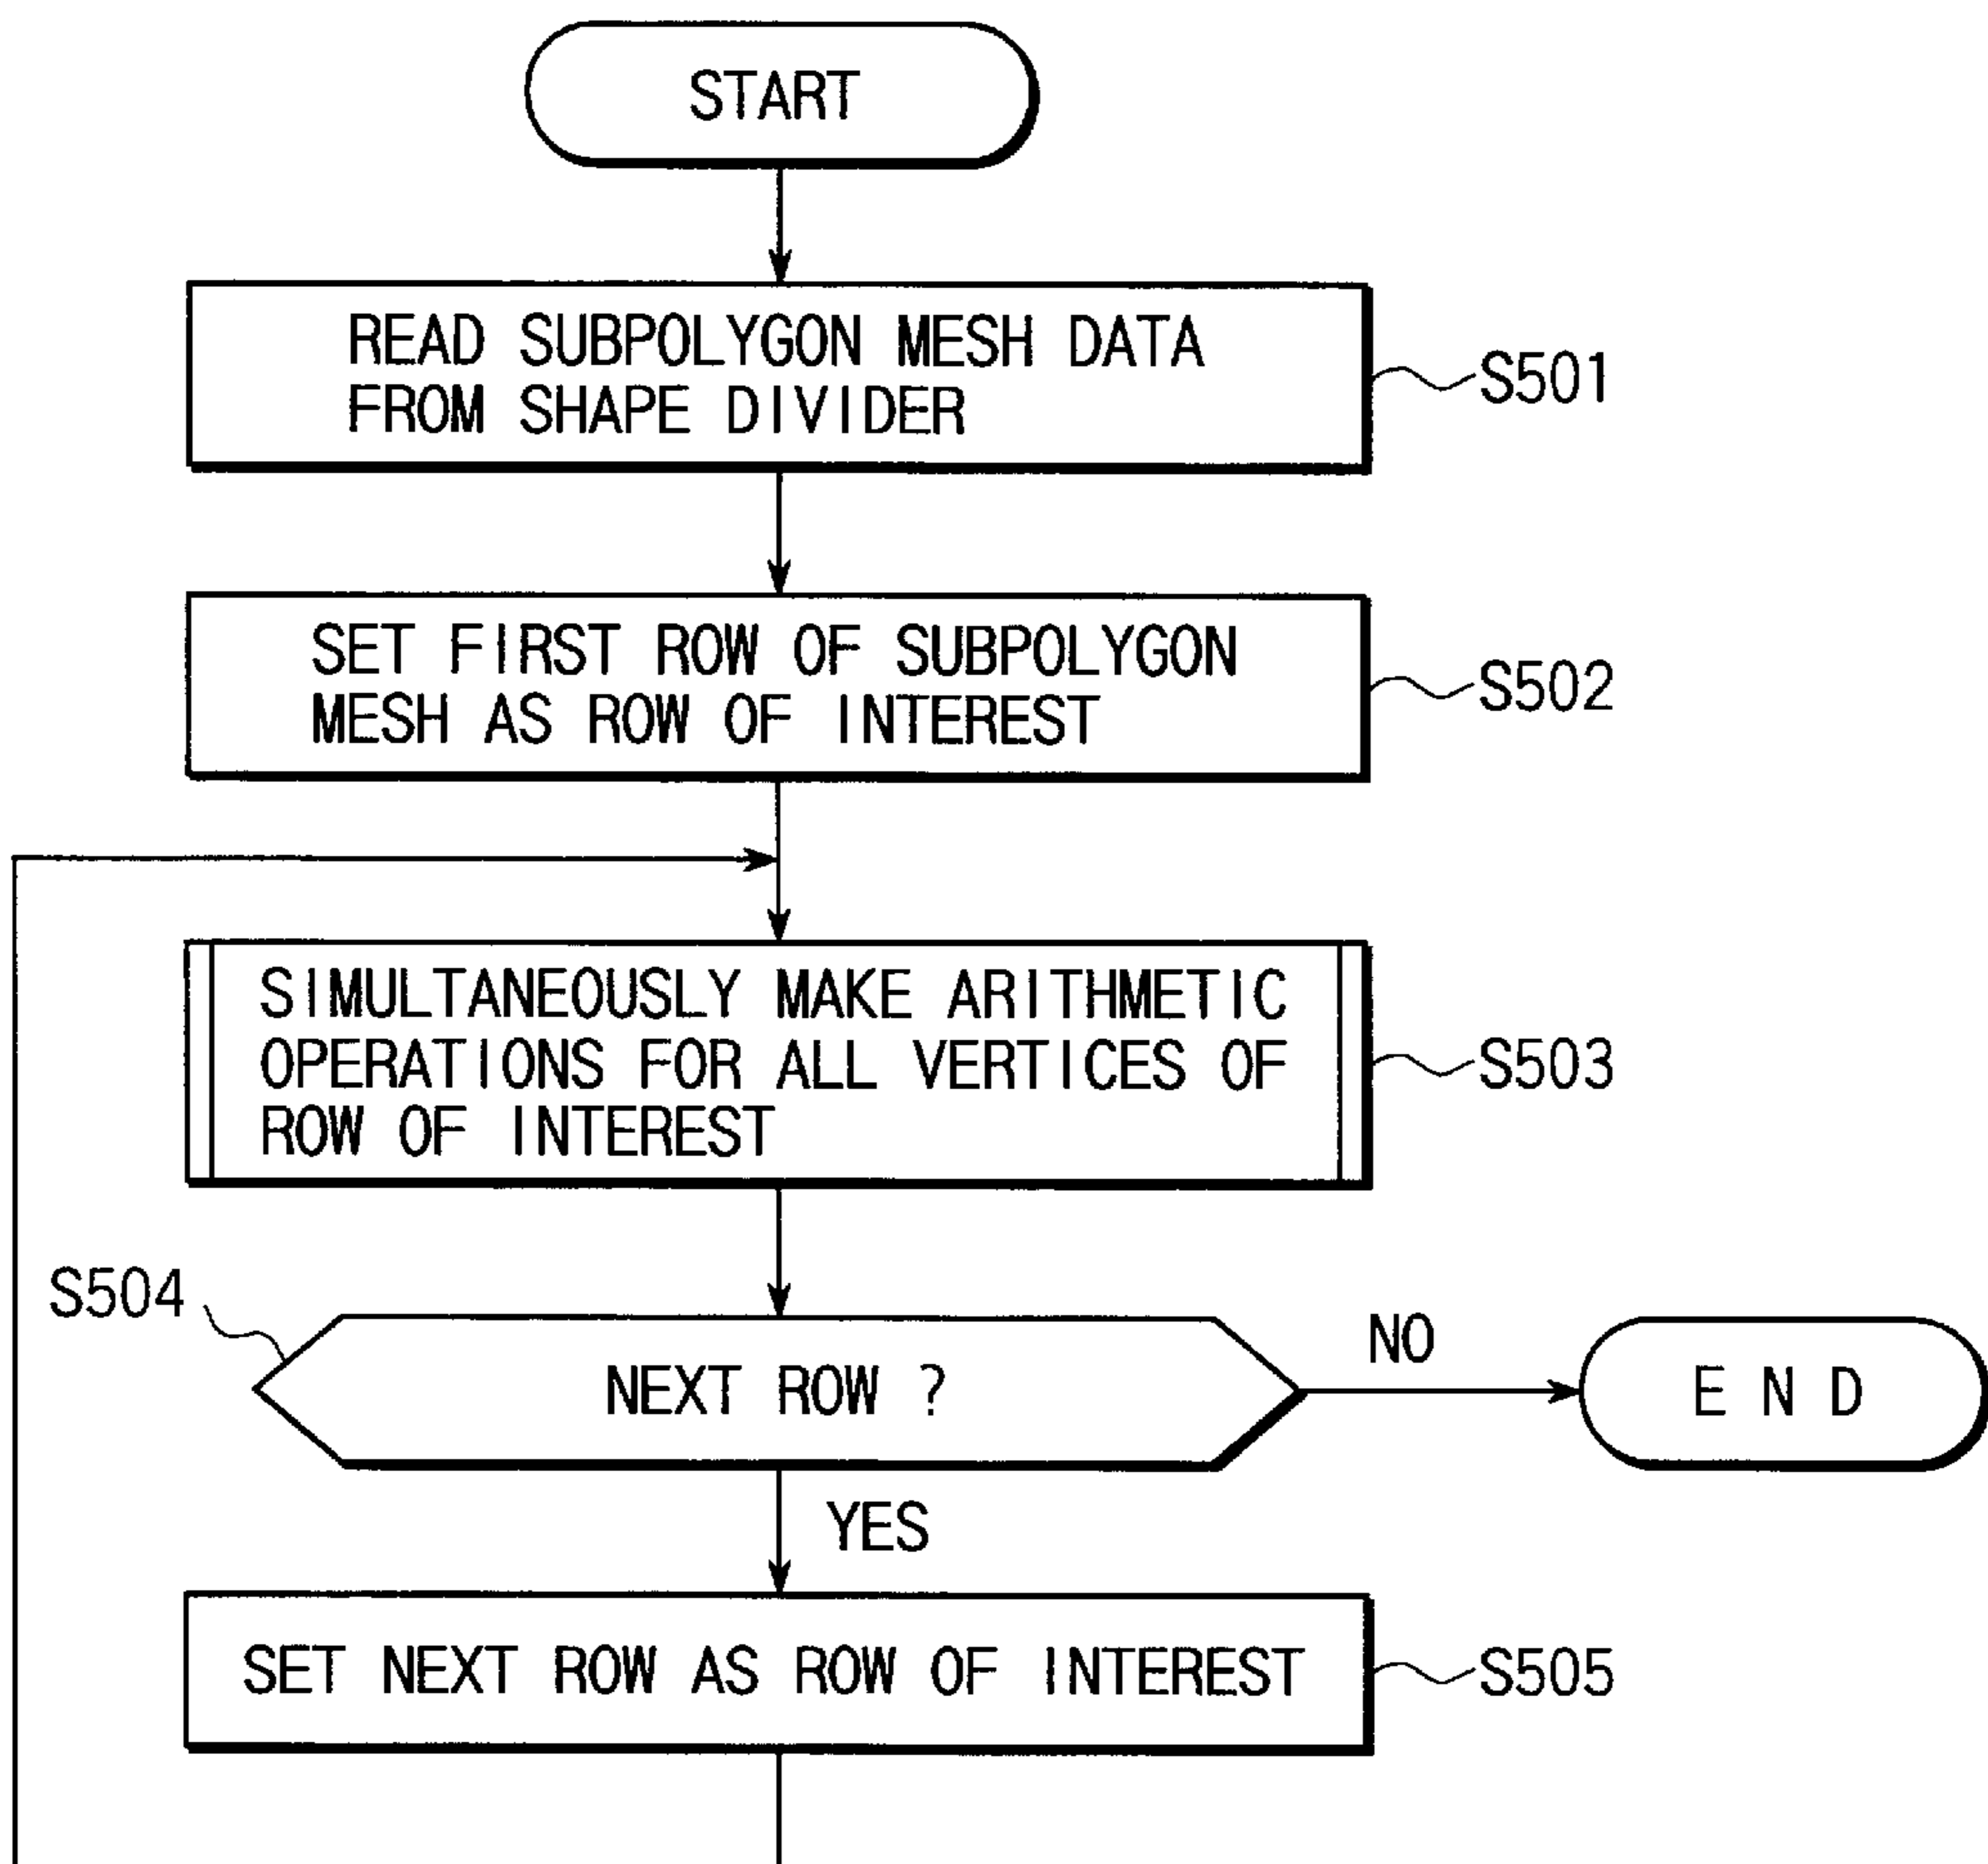 START
READ SUBPOLYGON MESH DATA
FROM SHAPE DIVIDER
S501
SET FIRST ROW OF SUBPOLYGON
MESH AS ROW OF INTEREST
S502
SIMULTANEOUSLY MAKE ARITHMETIC
OPERATIONS FOR ALL VERTICES OF
ROW OF INTEREST
S503
S504
NEXT ROW ?
NO
END
YES
SET NEXT ROW AS ROW OF INTEREST
S505